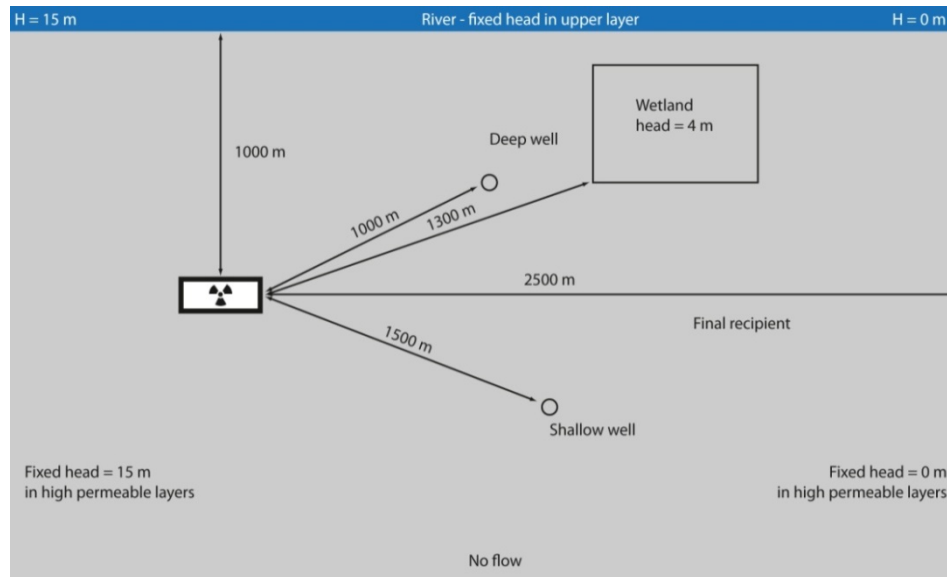 H = 15 m
River - fixed head in upper layer
H = 0 m
Wetland
head = 4 m
Deep well
1000 m
1000 m
1300 m
2500 m
Final recipient
1500 m
Shallow well
Fixed head = 15 m
in high permeable layers
Fixed head = 0 m
in high permeable layers
No flow